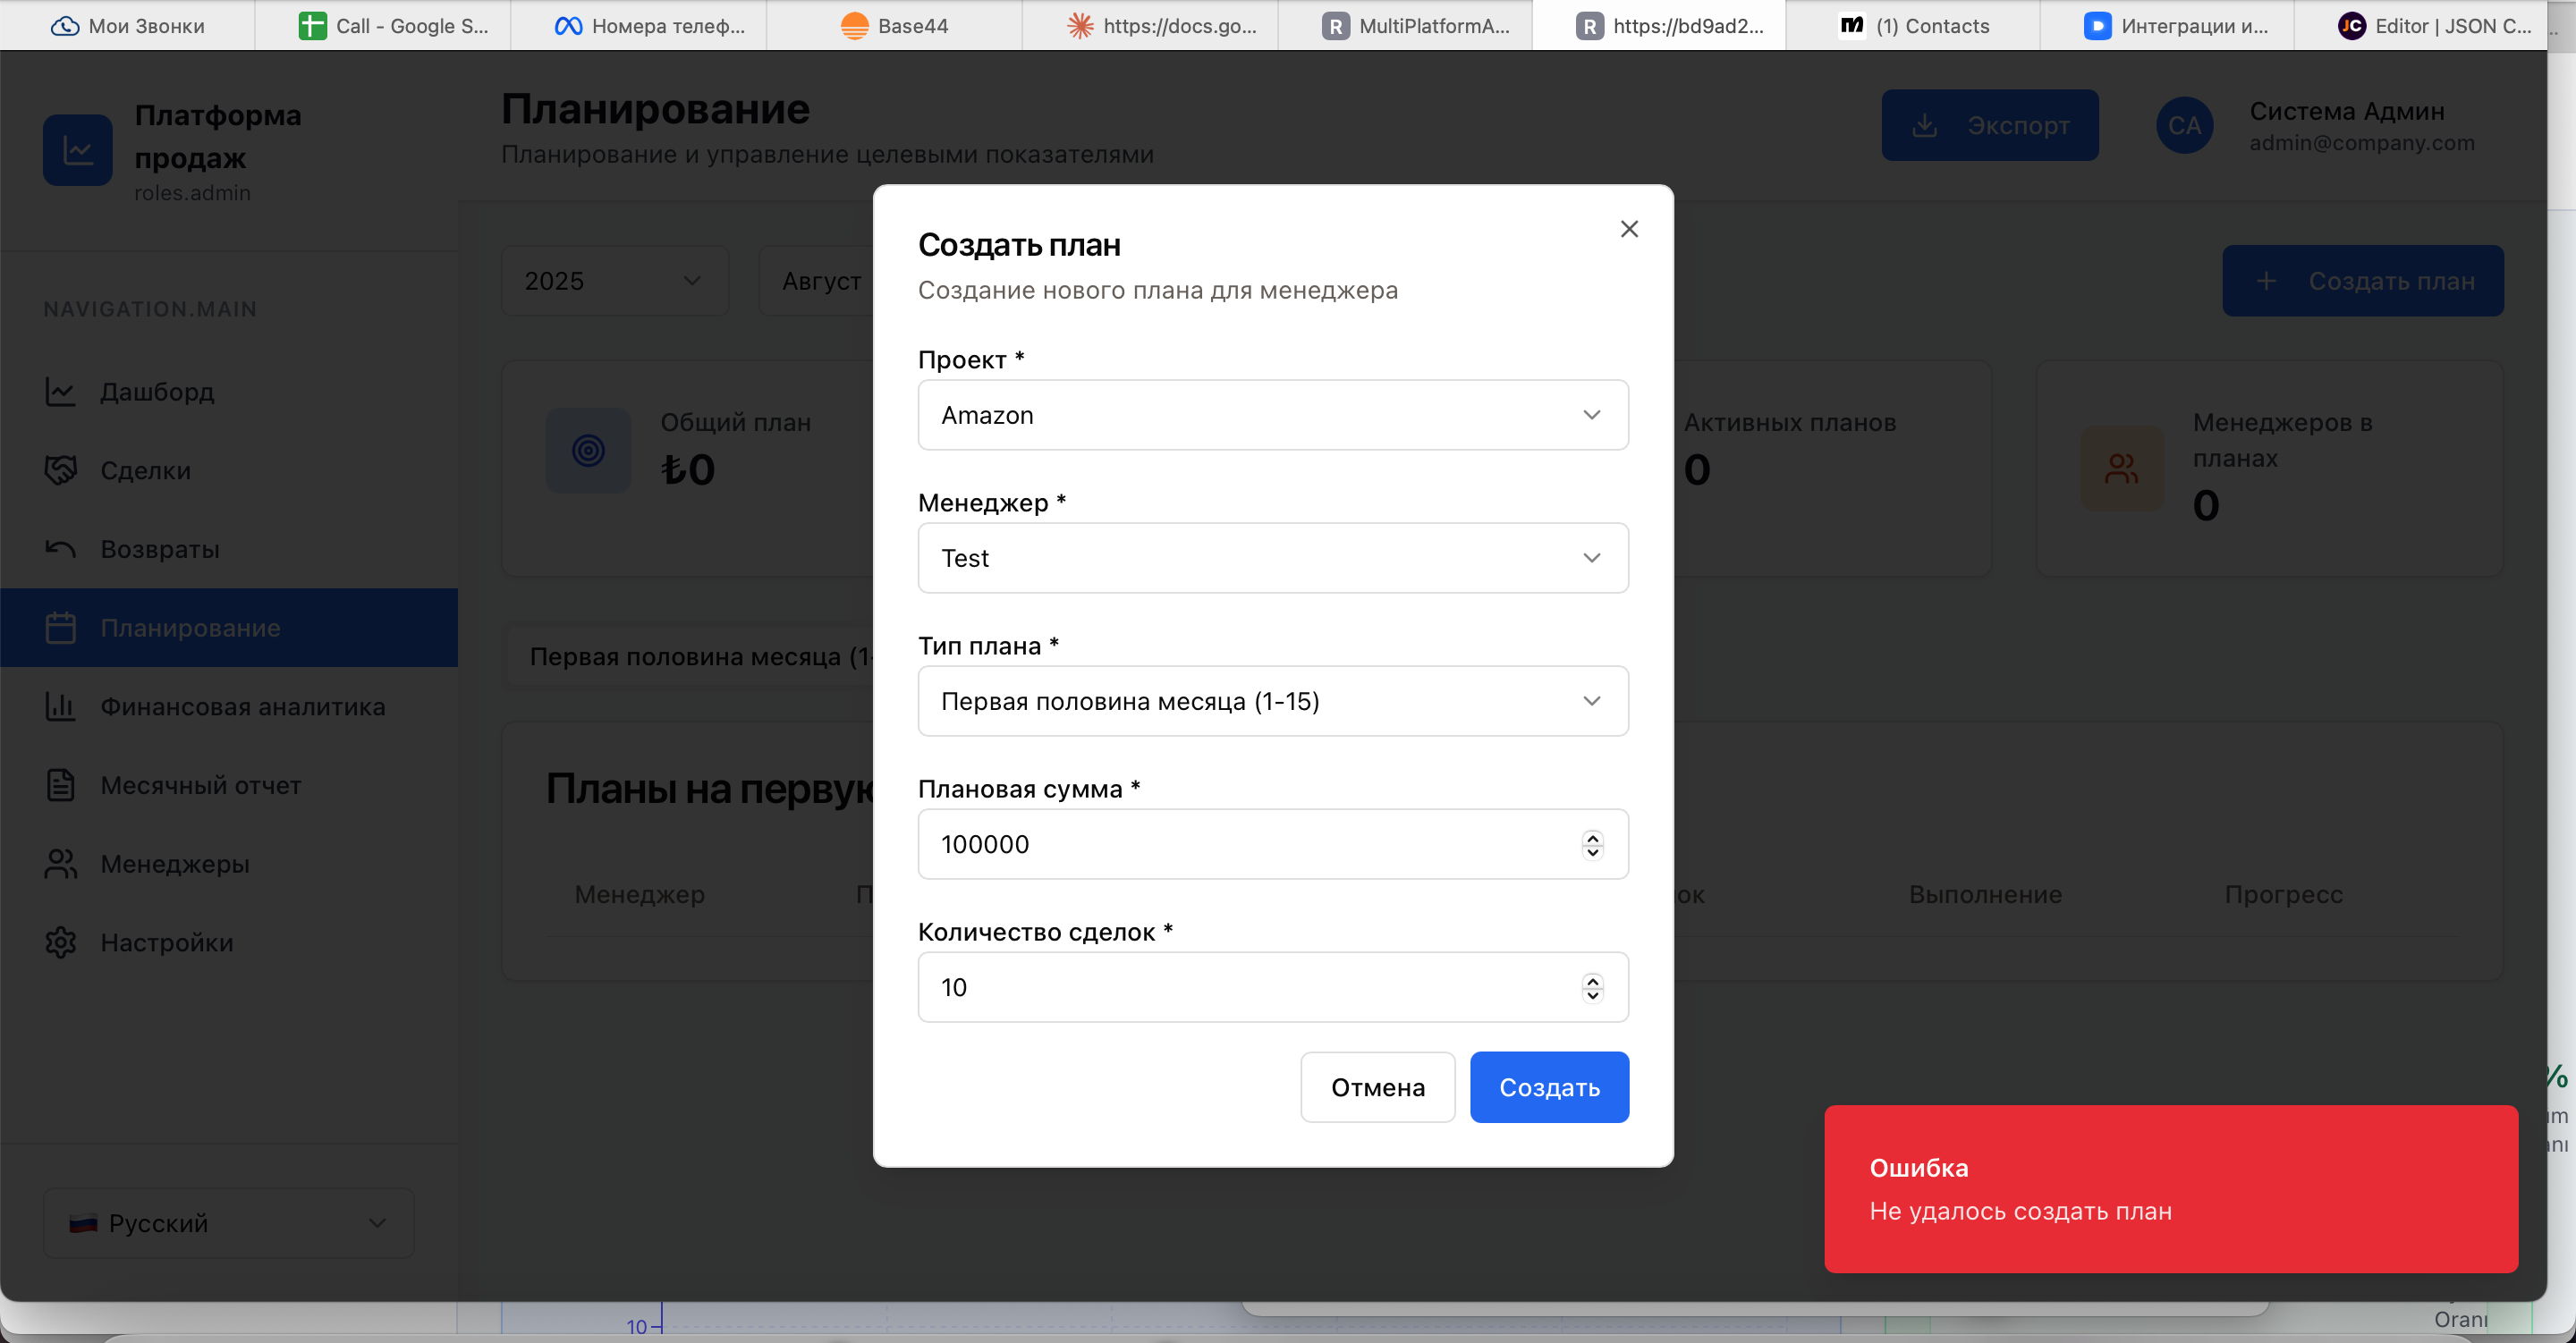 Мои Звонки
Call - Google S...
Номера телеф...
Base44
https://docs.go...
R MultiPlatformA...
R https://bd9ad2...
(1) Contacts
Интеграции и...
JC Editor | JSON C...
Платформа
продаж
roles.admin
Планирование
Планирование и управление целевыми показателями
Экспорт
CA
Система Админ
admin@company.com
NAVIGATION.MAIN
Дашборд
Сделки
Возвраты
Планирование
Финансовая аналитика
Месячный отчет
Менеджеры
Настройки
Русский
2025
Август
Создать план
Общий план
₺0
Активных планов
0
Менеджеров в
планах
0
Первая половина месяца (1-
Планы на первую
Менеджер
П
ок
Выполнение
Прогресс
Создать план
Создание нового плана для менеджера
Проект *
Amazon
Менеджер *
Test
Тип плана *
Первая половина месяца (1-15)
Плановая сумма *
100000
Количество сделок *
10
Отмена
Создать
Ошибка
Не удалось создать план
%
10